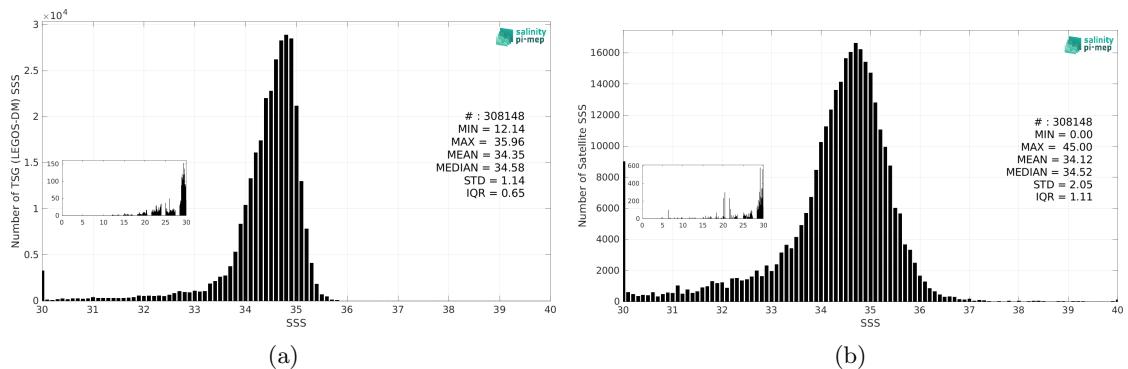 ×10⁴
3
2.5
2
1.5
1
0.5
0
Number of TSG (LEGOS-DM) SSS
salinity
pi-mep
# : 308148
MIN = 12.14
MAX = 35.96
MEAN = 34.35
MEDIAN = 34.58
STD = 1.14
IQR = 0.65
150
100
50
0
0 5 10 15 20 25 30
30 31 32 33 34 35 36 37 38 39 40
SSS
(a)
16000
14000
12000
10000
8000
6000
4000
2000
0
Number of Satellite SSS
salinity
pi-mep
# : 308148
MIN = 0.00
MAX = 45.00
MEAN = 34.12
MEDIAN = 34.52
STD = 2.05
IQR = 1.11
600
400
200
0
0 5 10 15 20 25 30
30 31 32 33 34 35 36 37 38 39 40
SSS
(b)